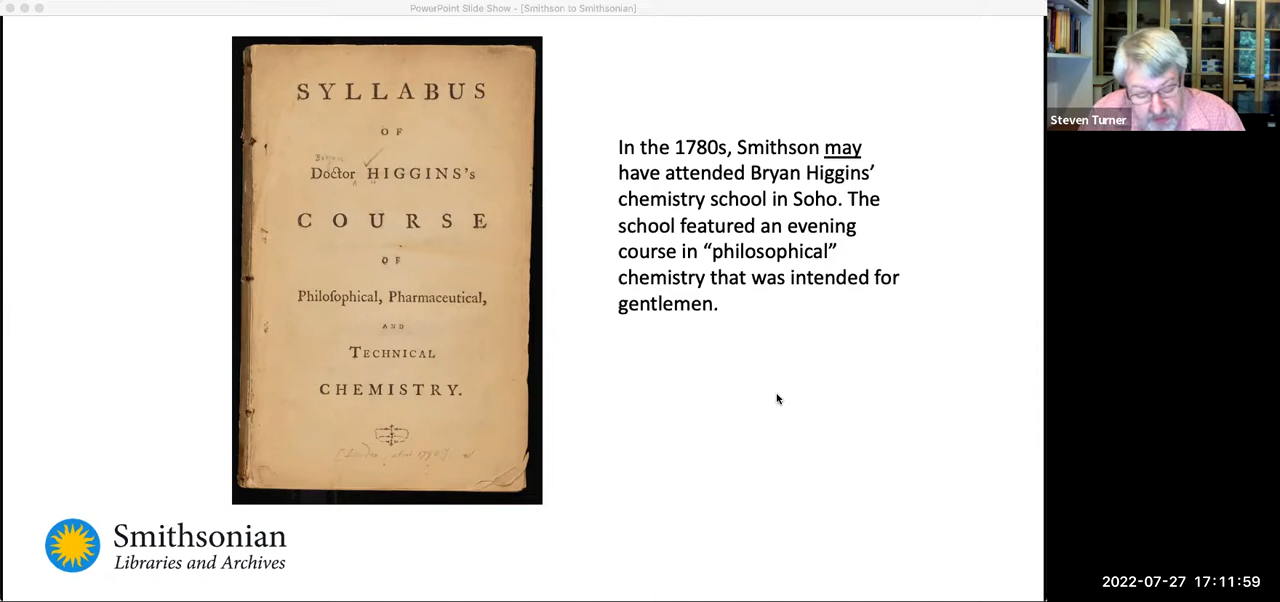 PowerPoint Slide Show - [Smithson to Smithsonian]
SYLLABUS
OF
Doctor HIGGINS's
COURSE
OF
Philoſophical, Pharmaceutical,
AND
TECHNICAL
CHEMISTRY.
In the 1780s, Smithson may
have attended Bryan Higgins’
chemistry school in Soho. The
school featured an evening
course in “philosophical”
chemistry that was intended for
gentlemen.
Smithsonian
Libraries and Archives
Steven Turner
2022-07-27 17:11:59